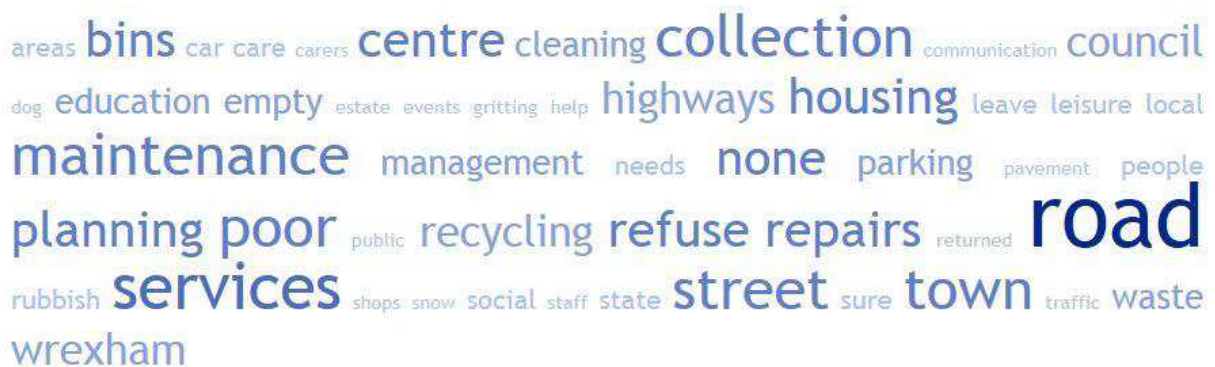 areas bins car care carers centre cleaning collection communication council
dog education empty estate events gritting help highways housing leave leisure local
maintenance management needs none parking pavement people
planning poor public recycling refuse repairs returned road
rubbish services shops snow social staff state street sure town traffic waste
wrexham